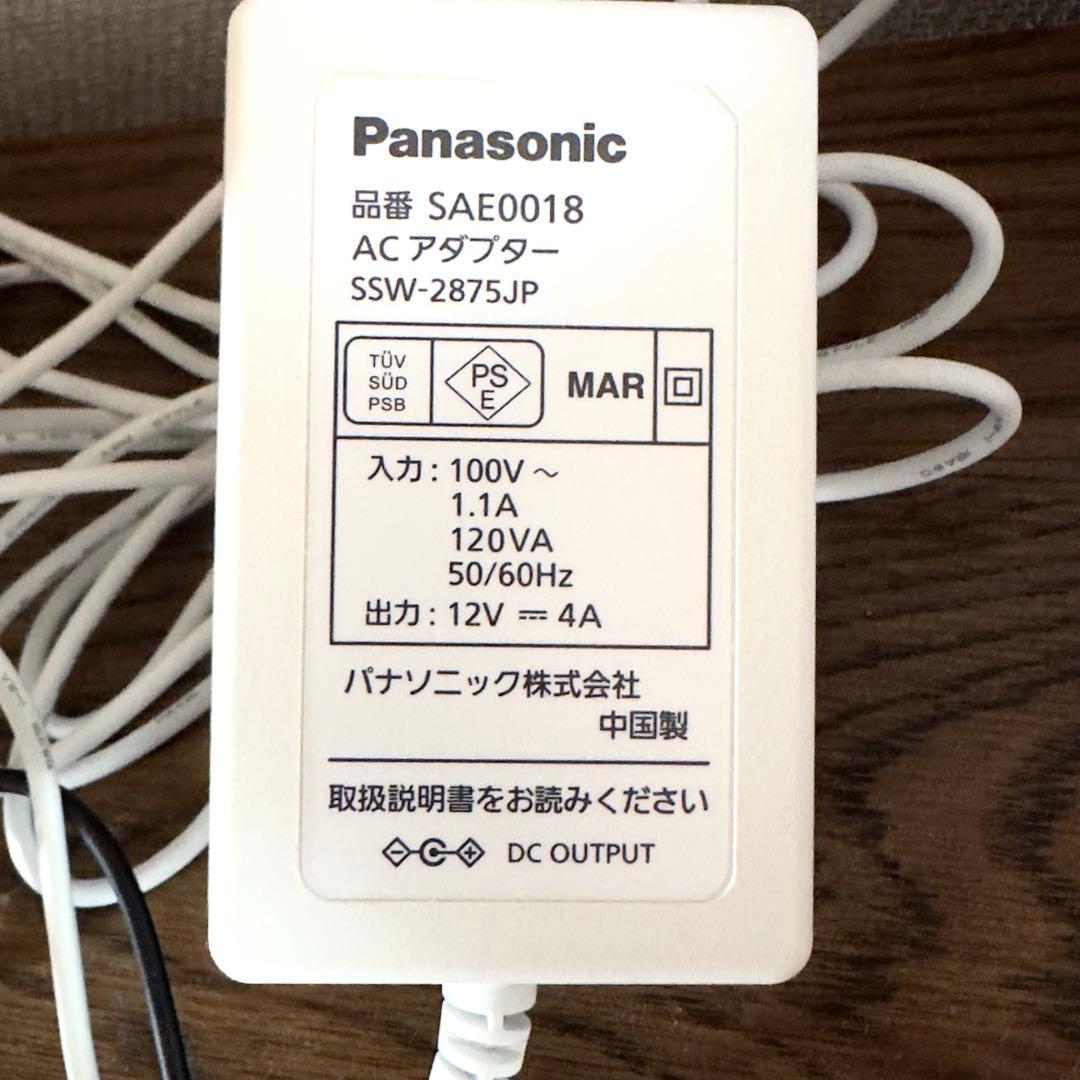 Panasonic
品番 SAE0018
AC アダプター
SSW-2875JP
TÜV
SÜD
PSB
PS
E
MAR
入力 : 100V ～
1.1A
120VA
50/60Hz
出力 : 12V ⎓ 4A
パナソニック株式会社
中国製
取扱説明書をお読みください
DC OUTPUT